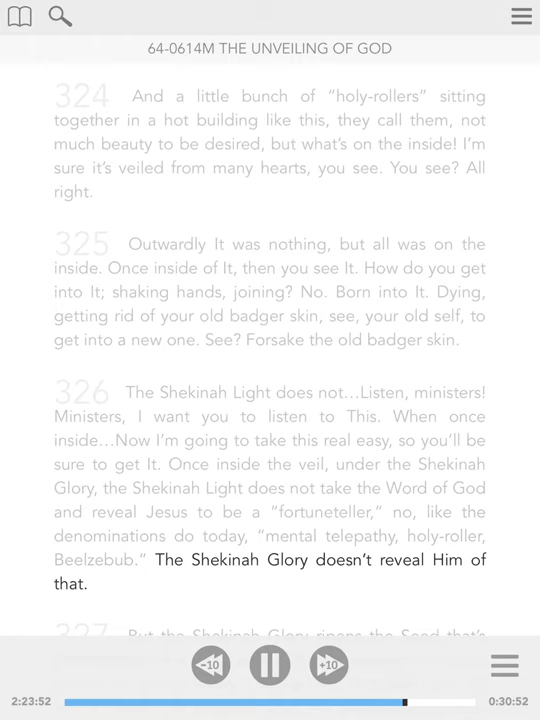 64-0614M THE UNVEILING OF GOD
324 And a little bunch of “holy-rollers” sitting
together in a hot building like this, they call them, not
much beauty to be desired, but what’s on the inside! I’m
sure it’s veiled from many hearts, you see. You see? All
right.
325 Outwardly It was nothing, but all was on the
inside. Once inside of It, then you see It. How do you get
into It; shaking hands, joining? No. Born into It. Dying,
getting rid of your old badger skin, see, your old self, to
get into a new one. See? Forsake the old badger skin.
326 The Shekinah Light does not…Listen, ministers!
Ministers, I want you to listen to This. When once
inside…Now I’m going to take this real easy, so you’ll be
sure to get It. Once inside the veil, under the Shekinah
Glory, the Shekinah Light does not take the Word of God
and reveal Jesus to be a “fortuneteller,” no, like the
denominations do today, “mental telepathy, holy-roller,
Beelzebub.” The Shekinah Glory doesn’t reveal Him of
that.
327 But the Shekinah Glory ripens the Seed that’s
-10 +10
2:23:52 0:30:52